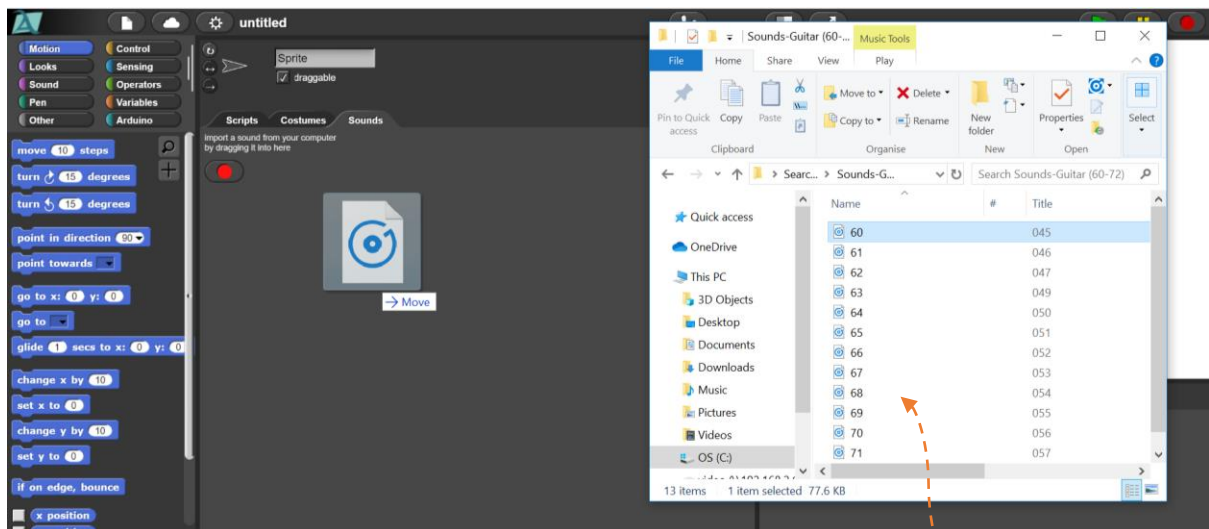 untitled
Motion Control
Looks Sensing
Sound Operators
Pen Variables
Other Arduino
move 10 steps
turn 15 degrees
turn 15 degrees
point in direction 90
point towards
go to x: 0 y: 0
go to
glide 1 secs to x: 0 y: 0
change x by 10
set x to 0
change y by 10
set y to 0
if on edge, bounce
x position
Sprite
draggable
Scripts Costumes Sounds
import a sound from your computer
by dragging it into here
→ Move
Sounds-Guitar (60-... Music Tools
File Home Share View Play
Pin to Quick access
Copy
Paste
Clipboard
Move to
Copy to
Delete
Rename
Organise
New folder
New
Properties
Open
Select
Searc... > Sounds-G...
Search Sounds-Guitar (60-72)
Quick access
OneDrive
This PC
3D Objects
Desktop
Documents
Downloads
Music
Pictures
Videos
OS (C:)
Name # Title
60 045
61 046
62 047
63 049
64 050
65 051
66 052
67 053
68 054
69 055
70 056
71 057
13 items 1 item selected 77.6 KB